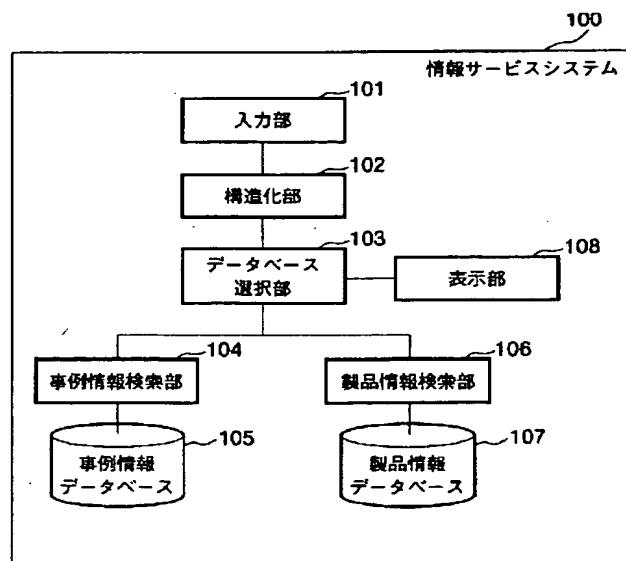 100
情報サービスシステム
101
入力部
102
構造化部
103
データベース
選択部
108
表示部
104
事例情報検索部
106
製品情報検索部
105
事例情報
データベース
107
製品情報
データベース